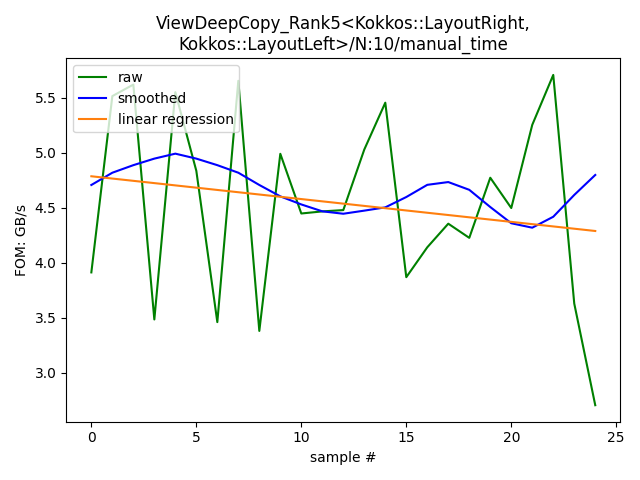 ViewDeepCopy_Rank5<Kokkos::LayoutRight,
Kokkos::LayoutLeft>/N:10/manual_time
raw
smoothed
linear regression
FOM: GB/s
5.5
5.0
4.5
4.0
3.5
3.0
0 5 10 15 20 25
sample #